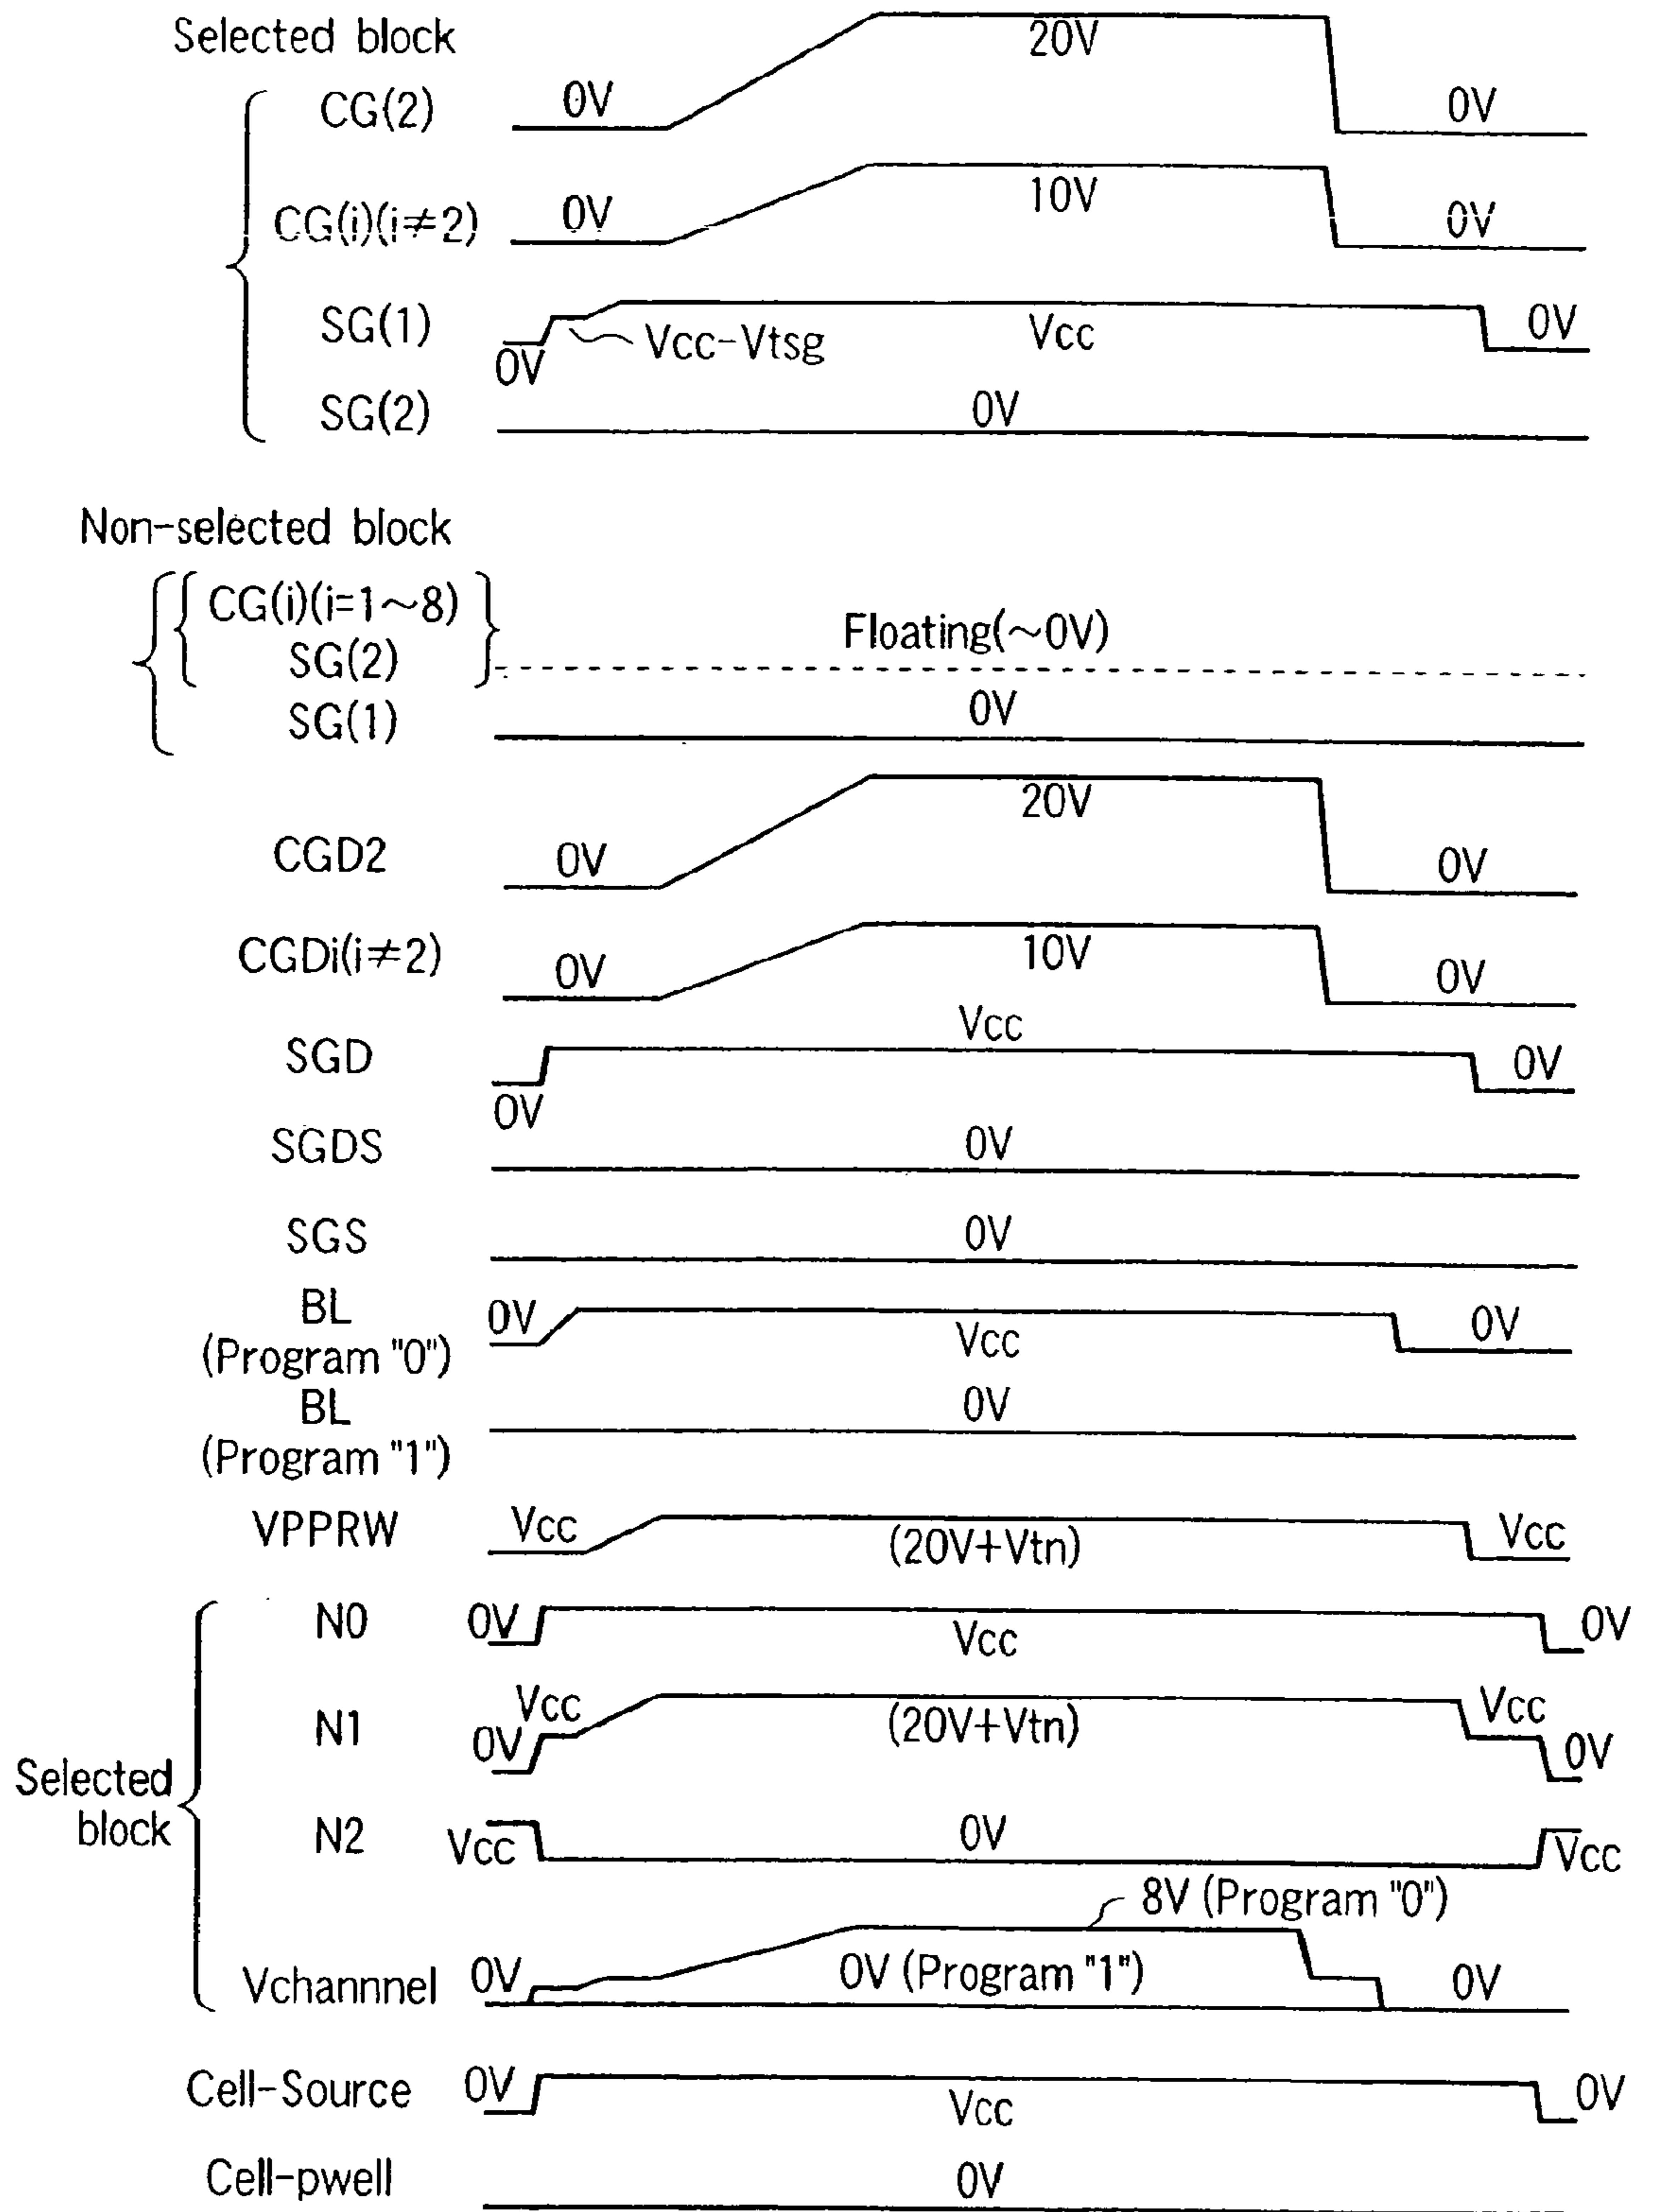 Selected block
20V
CG(2) 0V 0V
CG(i)(i≠2) 0V 10V 0V
SG(1) 0V Vcc-Vtsg Vcc 0V
SG(2) 0V
Non-selected block
CG(i)(i=1~8)
Floating(~0V)
SG(2)
SG(1) 0V
20V
CGD2 0V 0V
CGDi(i≠2) 0V 10V 0V
SGD 0V Vcc 0V
SGDS 0V
SGS 0V
BL 0V Vcc 0V
(Program "0")
BL 0V
(Program "1")
VPPRW Vcc (20V+Vtn) Vcc
N0 0V Vcc 0V
N1 0V Vcc (20V+Vtn) Vcc 0V
Selected
block
N2 Vcc 0V Vcc
8V (Program "0")
Vchannnel 0V 0V (Program "1") 0V
Cell-Source 0V Vcc 0V
Cell-pwell 0V